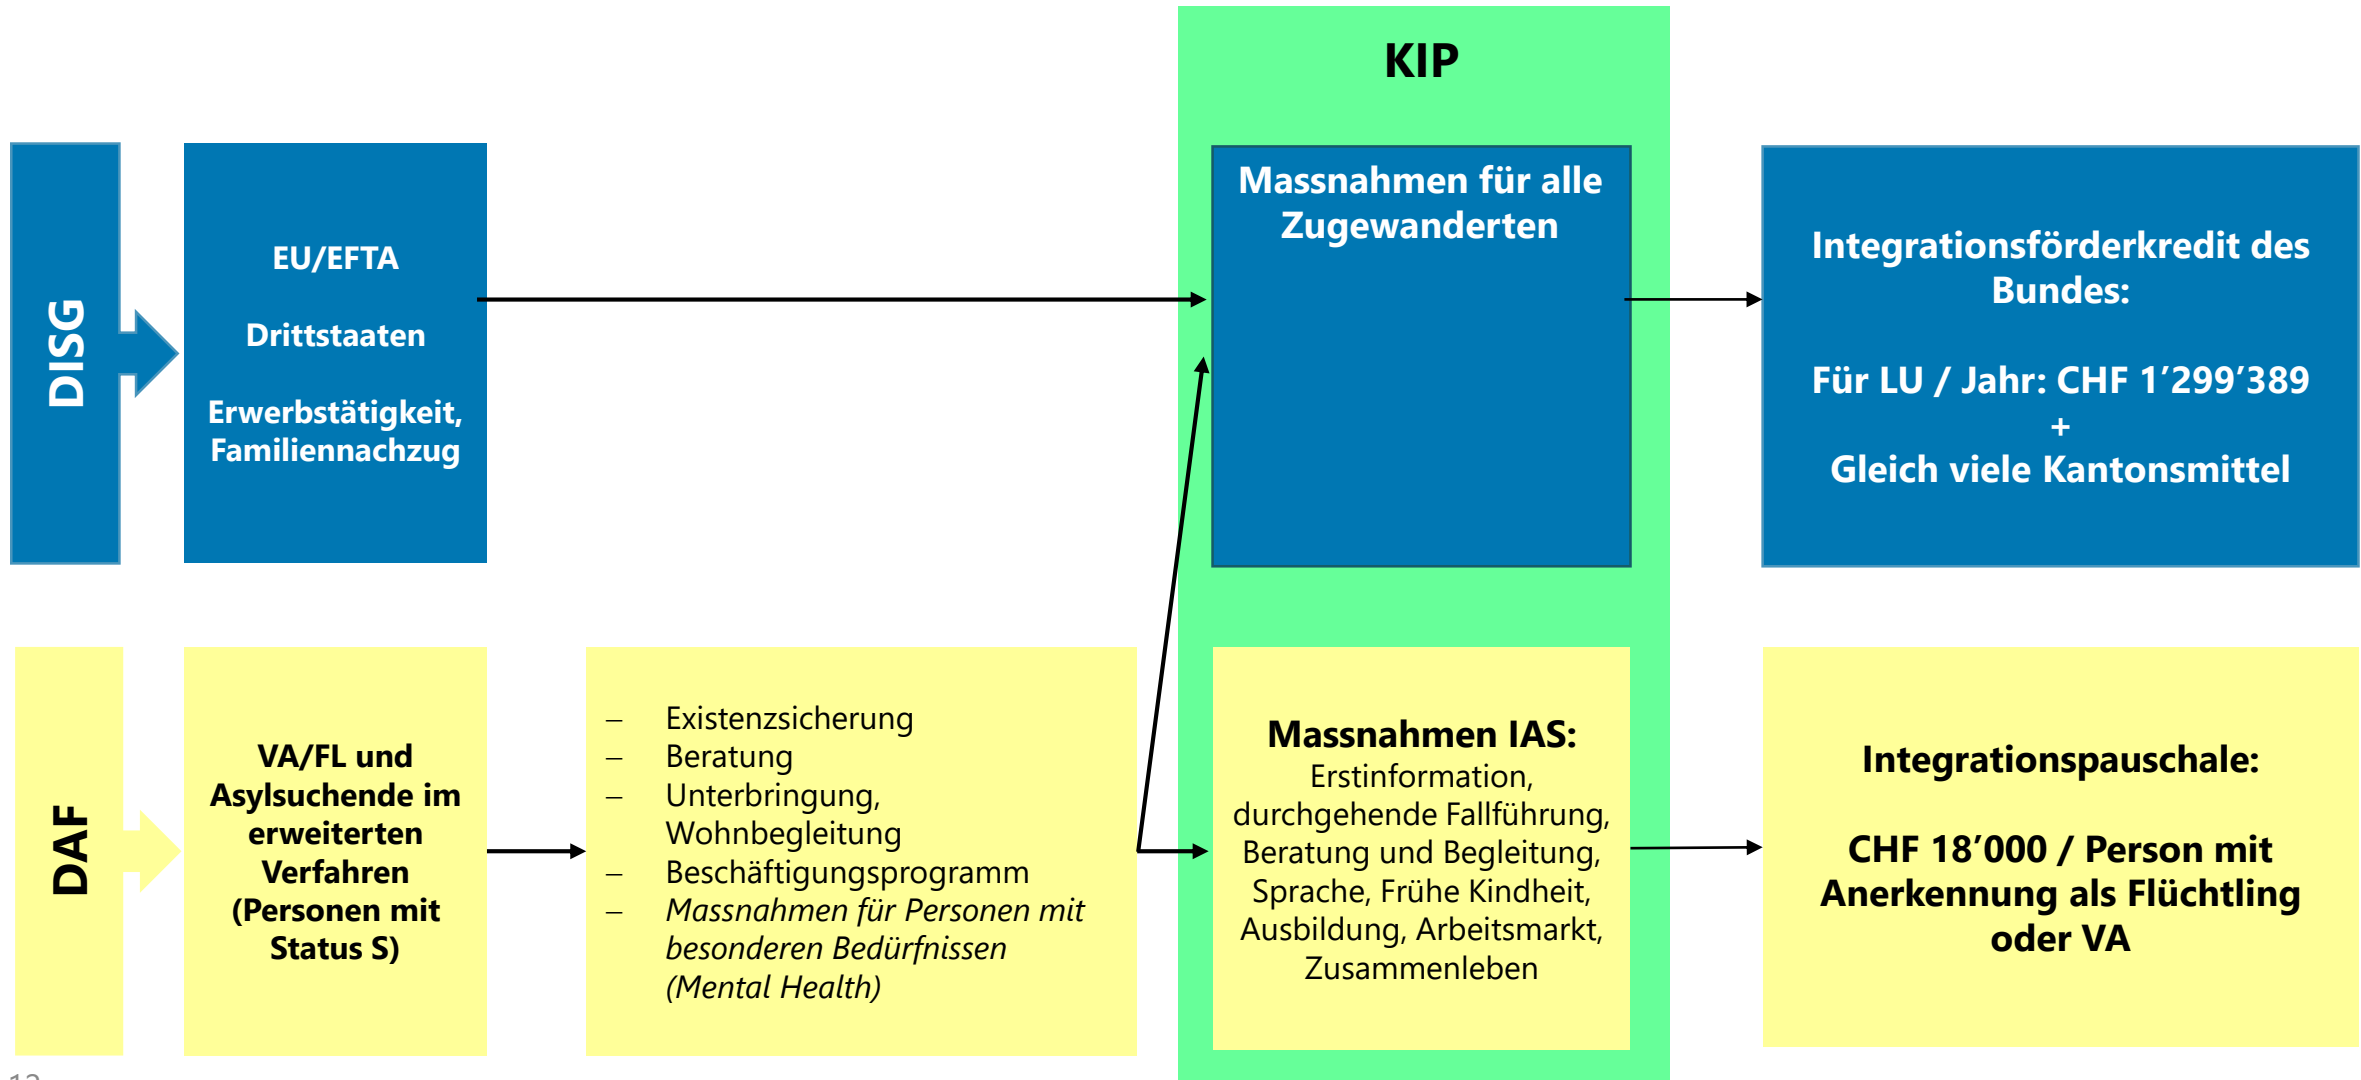 KIP
DISG
EU/EFTA
Drittstaaten
Erwerbstätigkeit,
Familiennachzug
Massnahmen für alle
Zugewanderten
Integrationsförderkredit des
Bundes:
Für LU / Jahr: CHF 1’299’389
+
Gleich viele Kantonsmittel
DAF
VA/FL und
Asylsuchende im
erweiterten
Verfahren
(Personen mit
Status S)
– Existenzsicherung
– Beratung
– Unterbringung,
Wohnbegleitung
– Beschäftigungsprogramm
– Massnahmen für Personen mit
besonderen Bedürfnissen
(Mental Health)
Massnahmen IAS:
Erstinformation,
durchgehende Fallführung,
Beratung und Begleitung,
Sprache, Frühe Kindheit,
Ausbildung, Arbeitsmarkt,
Zusammenleben
Integrationspauschale:
CHF 18’000 / Person mit
Anerkennung als Flüchtling
oder VA